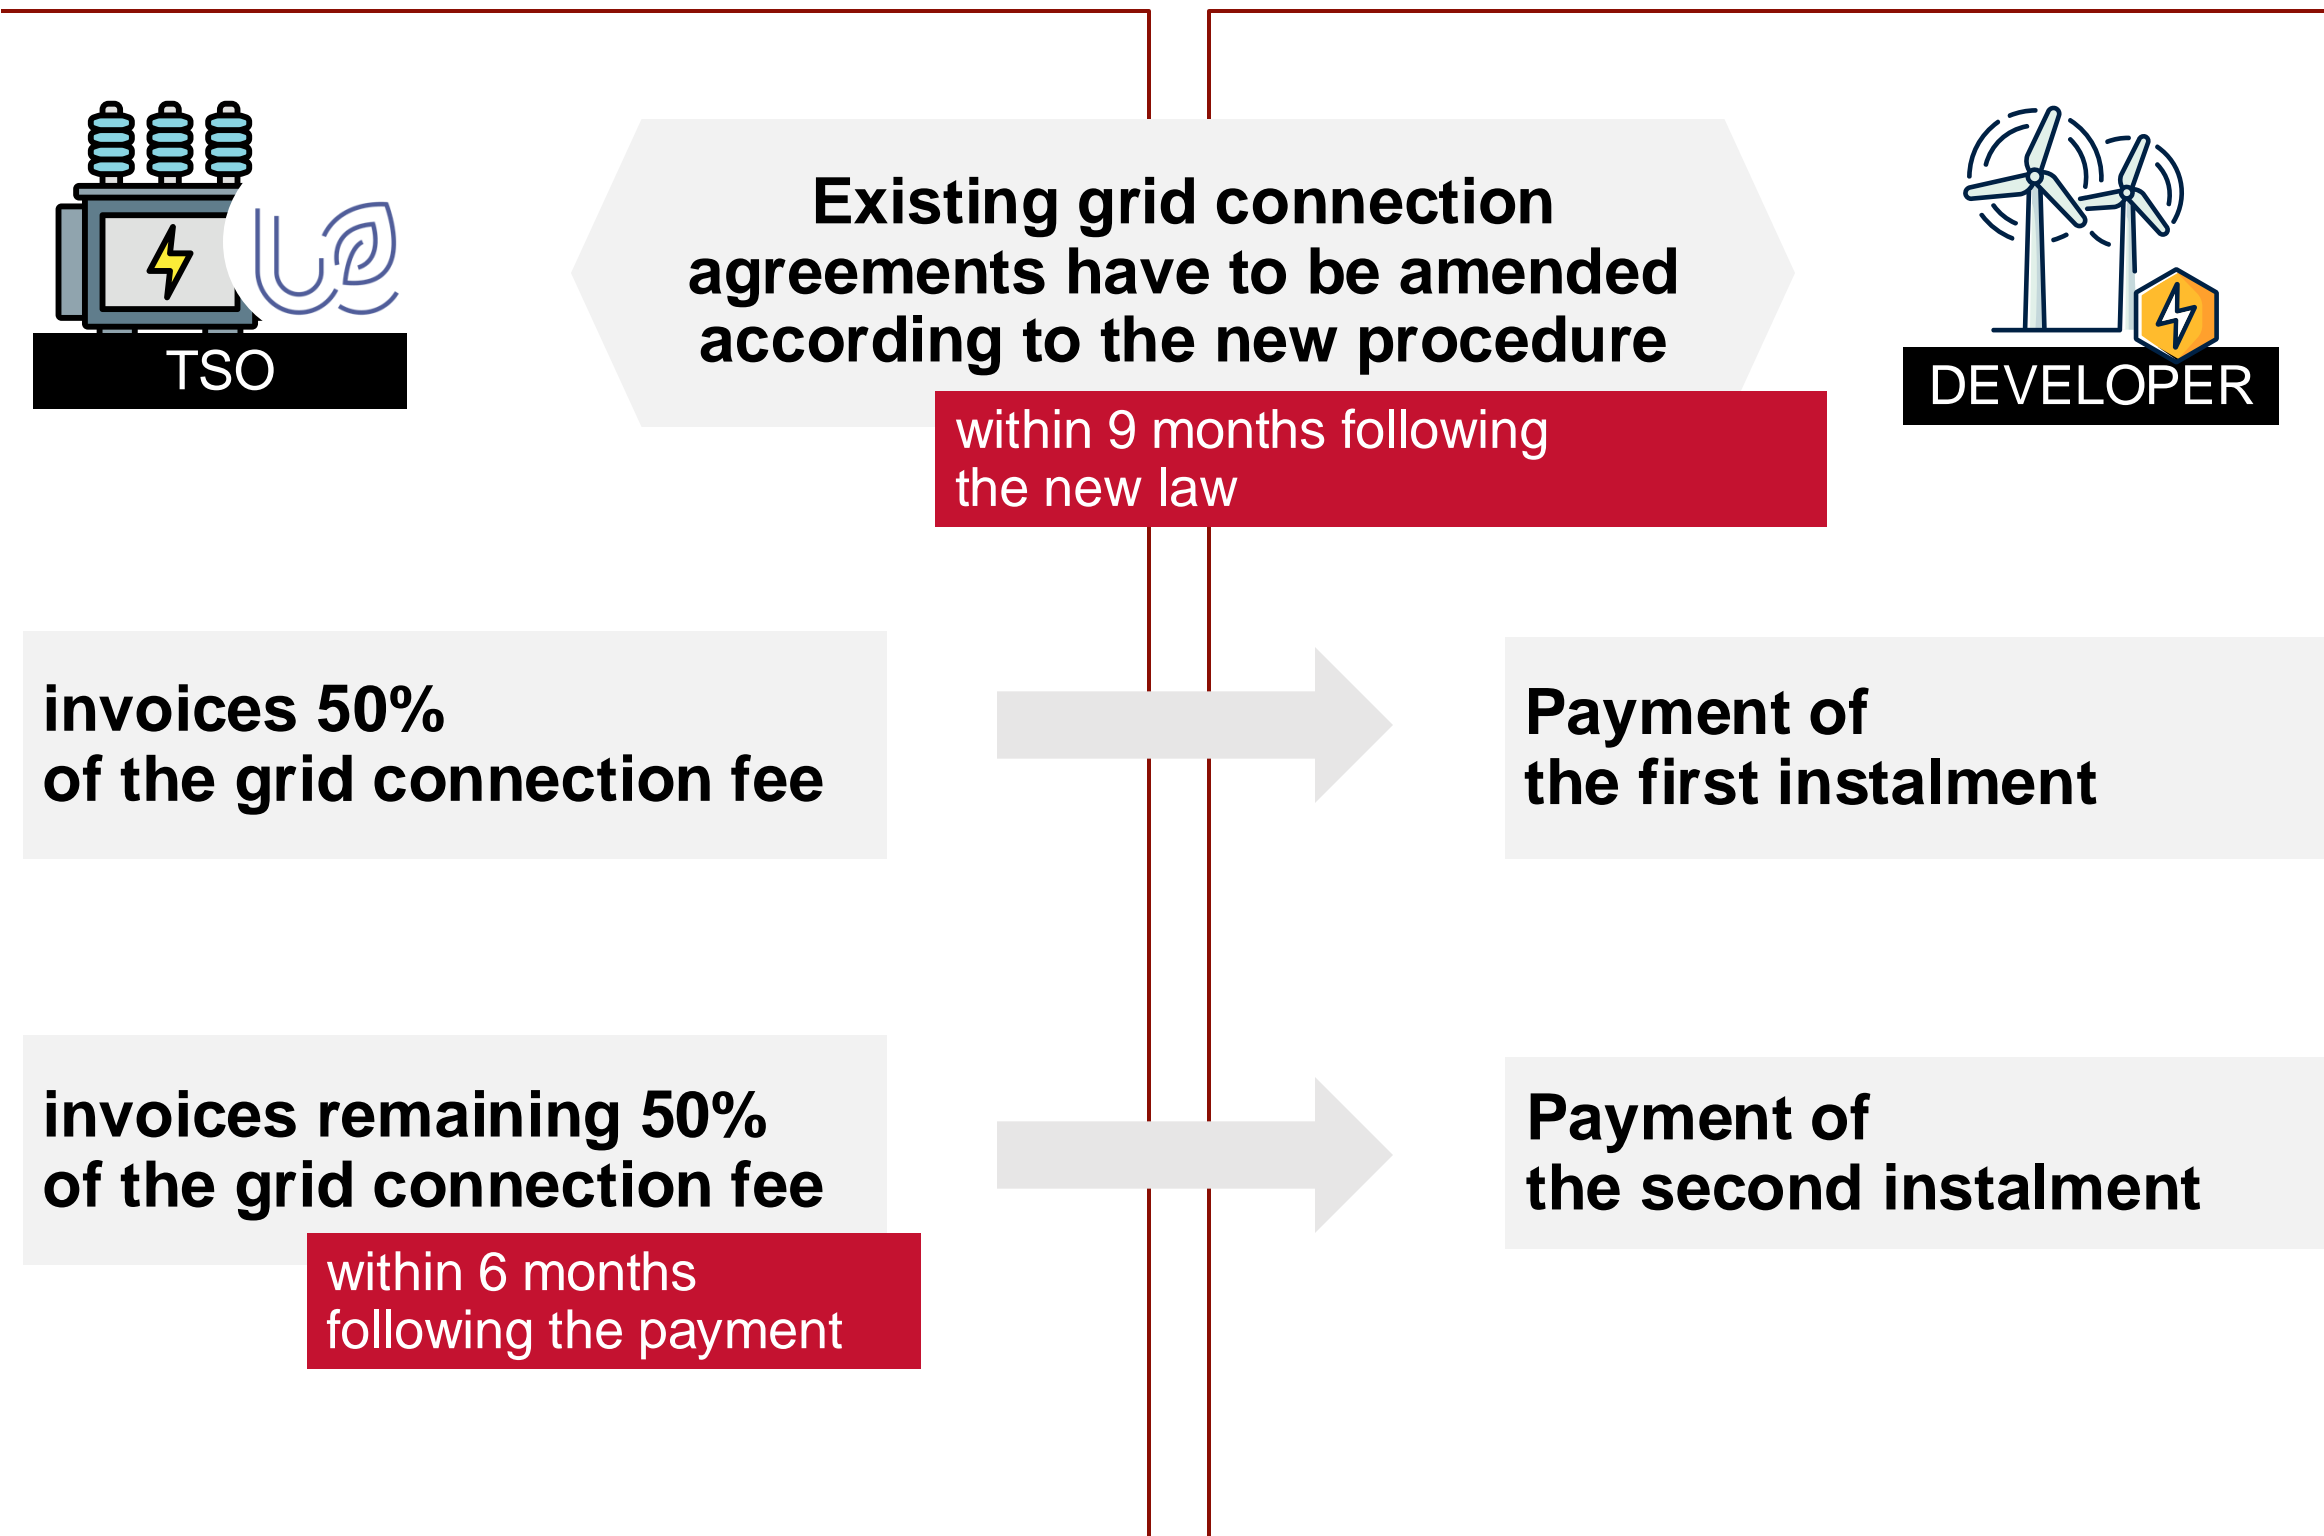 TSO
Existing grid connection
agreements have to be amended
according to the new procedure
within 9 months following
the new law
DEVELOPER
invoices 50%
of the grid connection fee
Payment of
the first instalment
invoices remaining 50%
of the grid connection fee
within 6 months
following the payment
Payment of
the second instalment